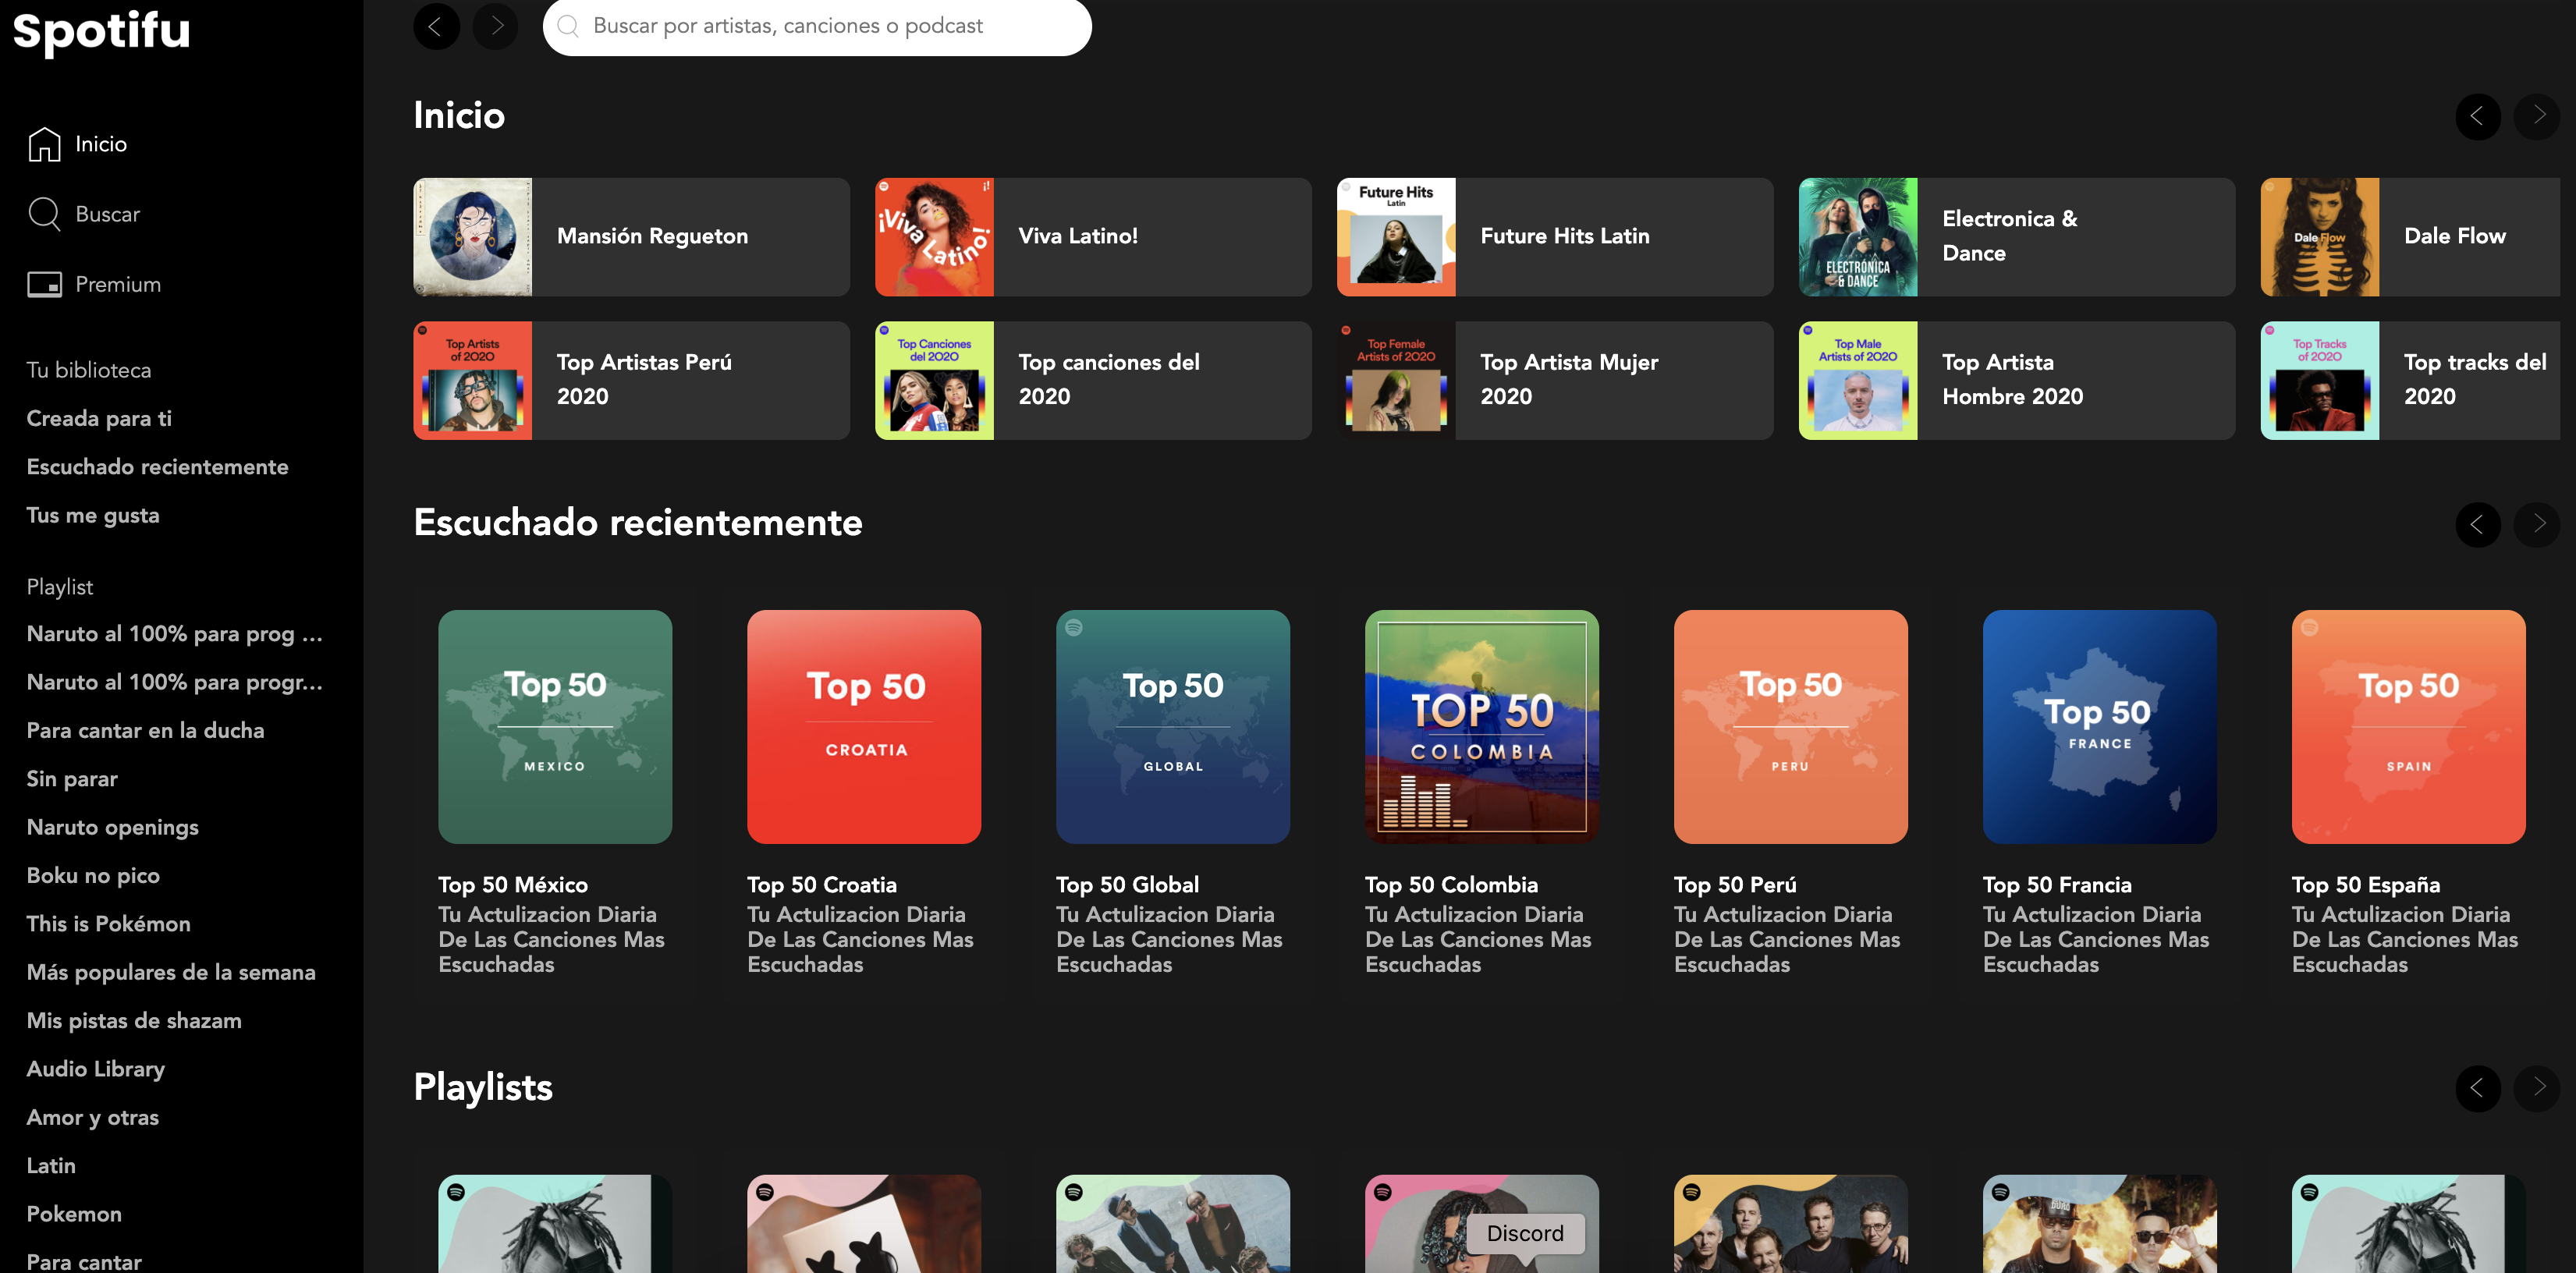 Spotifu
Buscar por artistas, canciones o podcast
Inicio
Buscar
Premium
Tu biblioteca
Creada para ti
Escuchado recientemente
Tus me gusta
Playlist
Naruto al 100% para prog ...
Naruto al 100% para progr...
Para cantar en la ducha
Sin parar
Naruto openings
Boku no pico
This is Pokémon
Más populares de la semana
Mis pistas de shazam
Audio Library
Amor y otras
Latin
Pokemon
Para cantar
Inicio
Mansión Regueton
¡Viva Latino!
Viva Latino!
Future Hits
Latin
Future Hits Latin
ELECTRÓNICA
& DANCE
Electronica &
Dance
Dale Flow
Dale Flow
Top Artists
of 2020
Top Artistas Perú
2020
Top Canciones
del 2020
Top canciones del
2020
Top Female
Artists of 2020
Top Artista Mujer
2020
Top Male
Artists of 2020
Top Artista
Hombre 2020
Top Tracks
of 2020
Top tracks del
2020
Escuchado recientemente
Top 50
MEXICO
Top 50 México
Tu Actulizacion Diaria
De Las Canciones Mas
Escuchadas
Top 50
CROATIA
Top 50 Croatia
Tu Actulizacion Diaria
De Las Canciones Mas
Escuchadas
Top 50
GLOBAL
Top 50 Global
Tu Actulizacion Diaria
De Las Canciones Mas
Escuchadas
TOP 50
COLOMBIA
Top 50 Colombia
Tu Actulizacion Diaria
De Las Canciones Mas
Escuchadas
Top 50
PERU
Top 50 Perú
Tu Actulizacion Diaria
De Las Canciones Mas
Escuchadas
Top 50
FRANCE
Top 50 Francia
Tu Actulizacion Diaria
De Las Canciones Mas
Escuchadas
Top 50
SPAIN
Top 50 España
Tu Actulizacion Diaria
De Las Canciones Mas
Escuchadas
Playlists
Discord